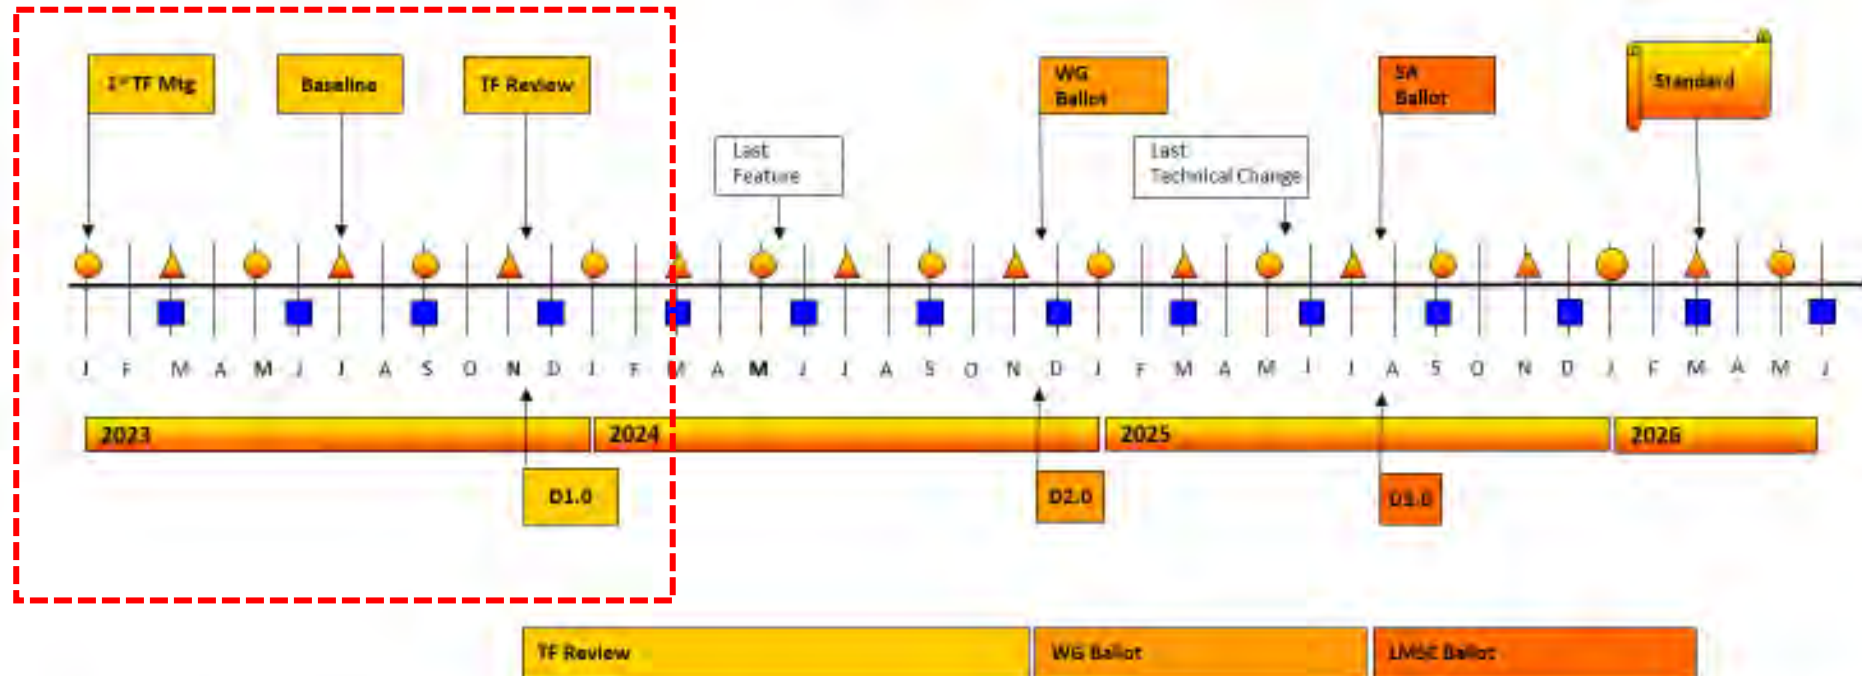 1st TF Mtg
Baseline
TF Review
WG
Ballot
SA
Ballot
Standard
Last
Feature
Last
Technical Change
J F M A M J J A S O N D J F M A M J J A S O N D J F M A M J J A S O N D J F M A M J
2023
2024
2025
2026
D1.0
D2.0
D3.0
TF Review
WG Ballot
LMSC Ballot